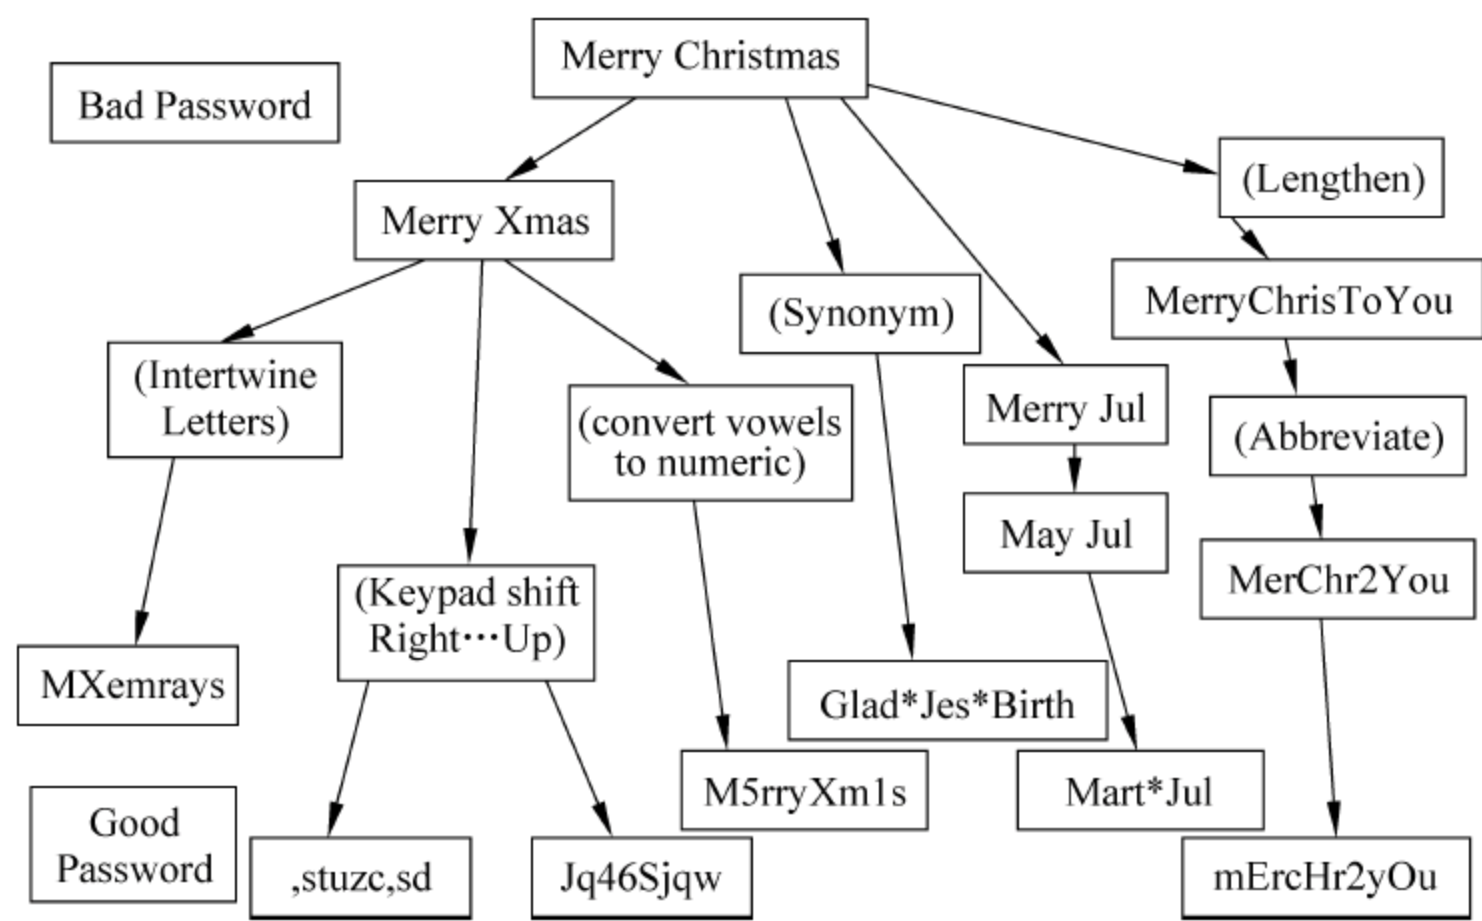 Merry Christmas
Bad Password
(Lengthen)
Merry Xmas
MerryChrisToYou
(Synonym)
(Intertwine
Letters)
Merry Jul
(convert vowels
to numeric)
(Abbreviate)
May Jul
(Keypad shift
Right···Up)
MerChr2You
MXemrays
Glad*Jes*Birth
M5rryXm1s
Mart*Jul
Good
Password
,stuzc,sd
Jq46Sjqw
mErcHr2yOu